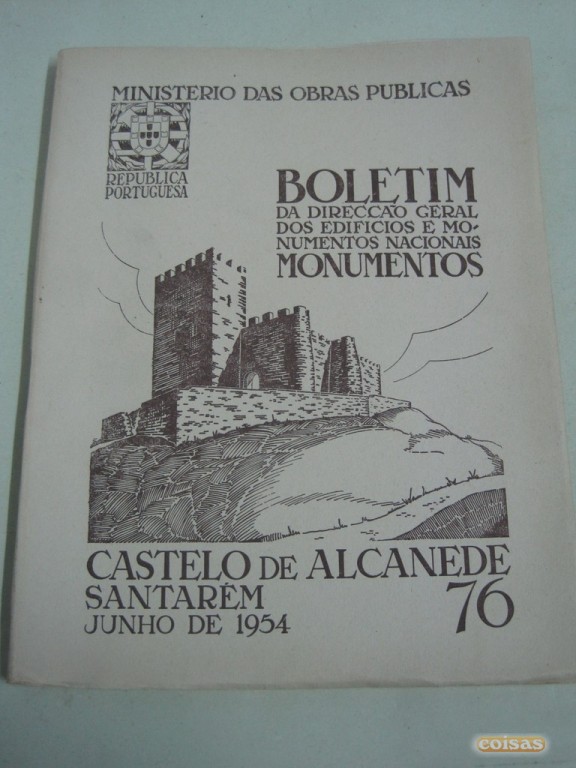 MINISTERIO DAS OBRAS PUBLICAS
REPUBLICA
PORTUGUESA
BOLETIM
DA DIRECCAO GERAL
DOS EDIFICIOS E MO-
NUMENTOS NACIONAIS
MONUMENTOS
CASTELO DE ALCANEDE
SANTARÉM 76
JUNHO DE 1954
coisas